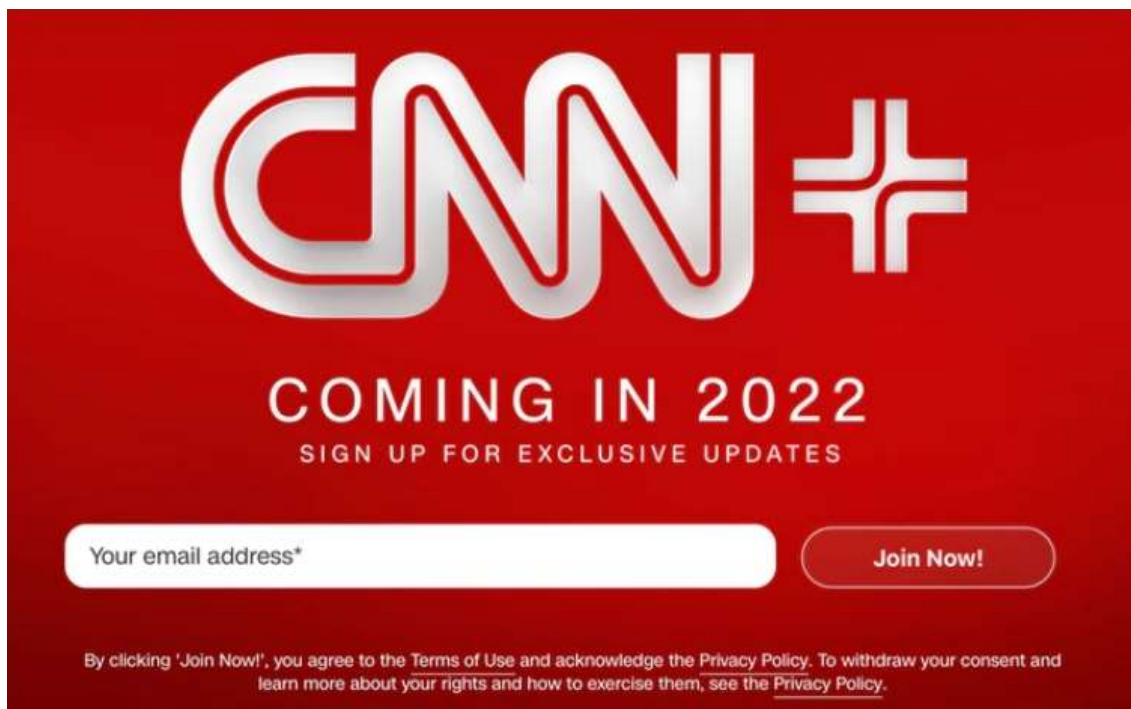 CNN+
COMING IN 2022
SIGN UP FOR EXCLUSIVE UPDATES
Your email address*
Join Now!
By clicking 'Join Now!', you agree to the Terms of Use and acknowledge the Privacy Policy. To withdraw your consent and
learn more about your rights and how to exercise them, see the Privacy Policy.